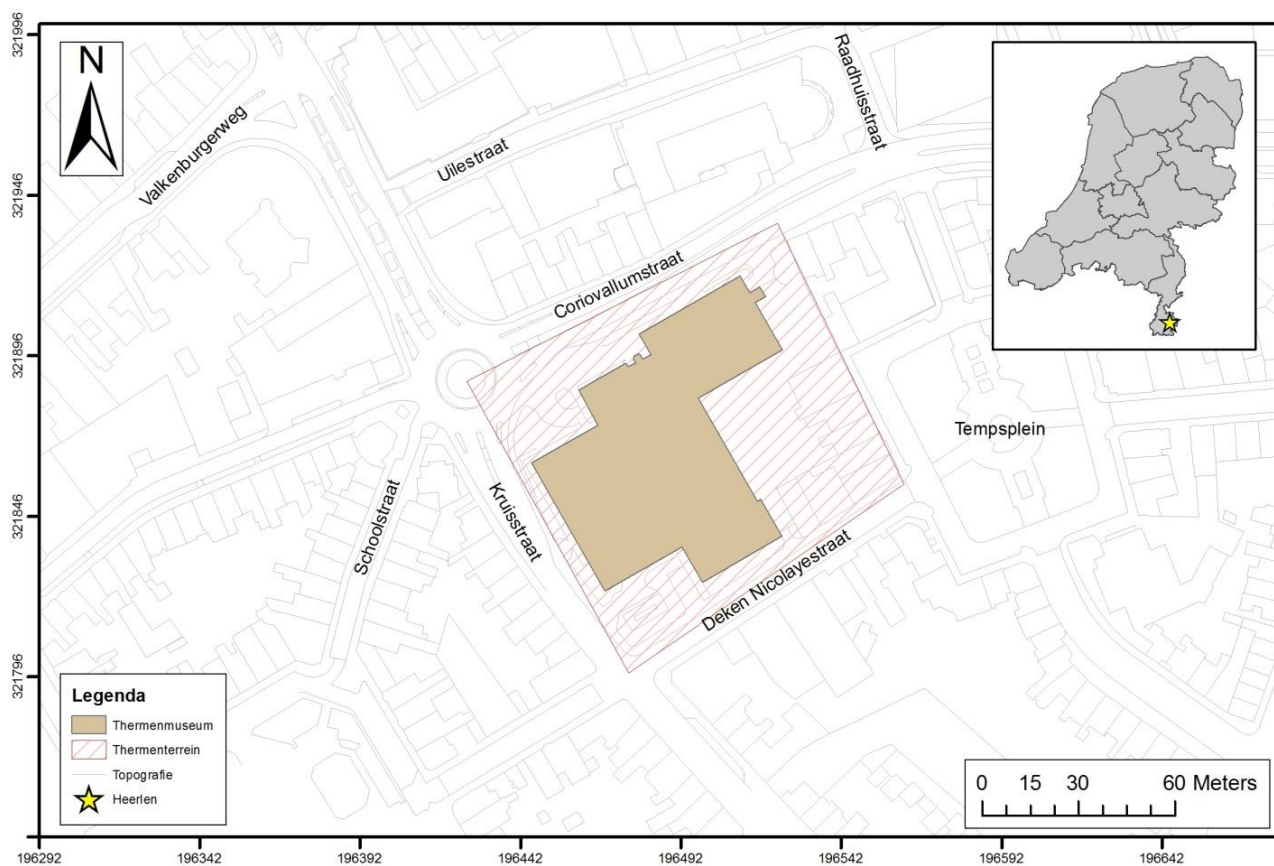 N
321996
321946
321896
321846
321796
Valkenburgerweg
Uilestraat
Raadhuisstraat
Coriovallumstraat
Tempsplein
Schoolstraat
Kruisstraat
Deken Nicolayestraat
Legenda
Thermenmuseum
Thermenterrein
Topografie
Heerlen
0 15 30 60 Meters
196292 196342 196392 196442 196492 196542 196592 196642